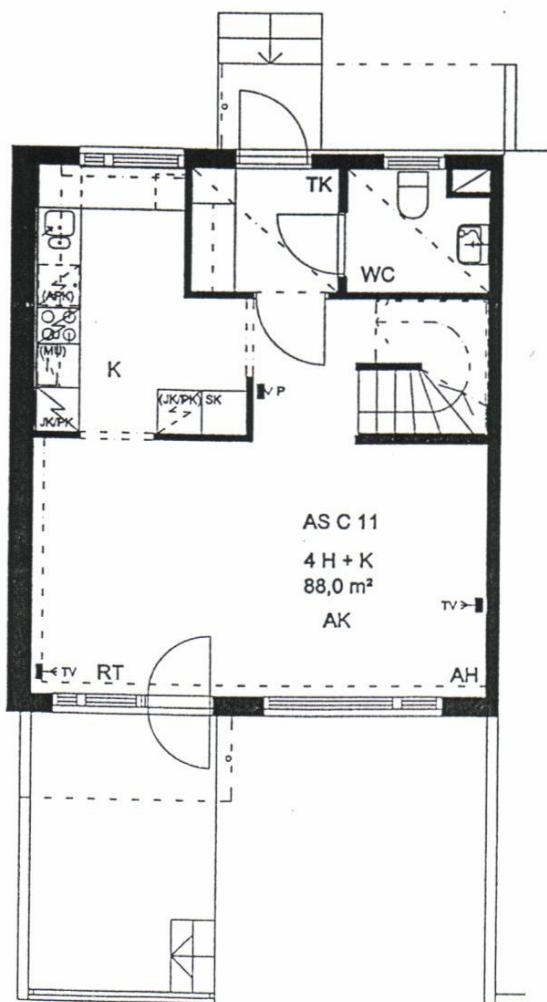 TK
WC
(APK)
(MU)
K
JK/PK
(JK/PK) SK
P
AS C 11
4 H + K
88,0 m²
AK
TV
TV
RT
AH